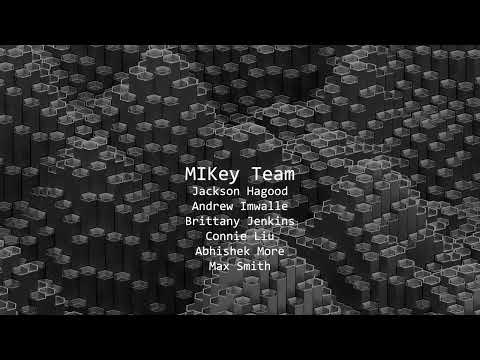 MIKey Team
Jackson Hagood
Andrew Imwalle
Brittany Jenkins
Connie Liu
Abhishek More
Max Smith